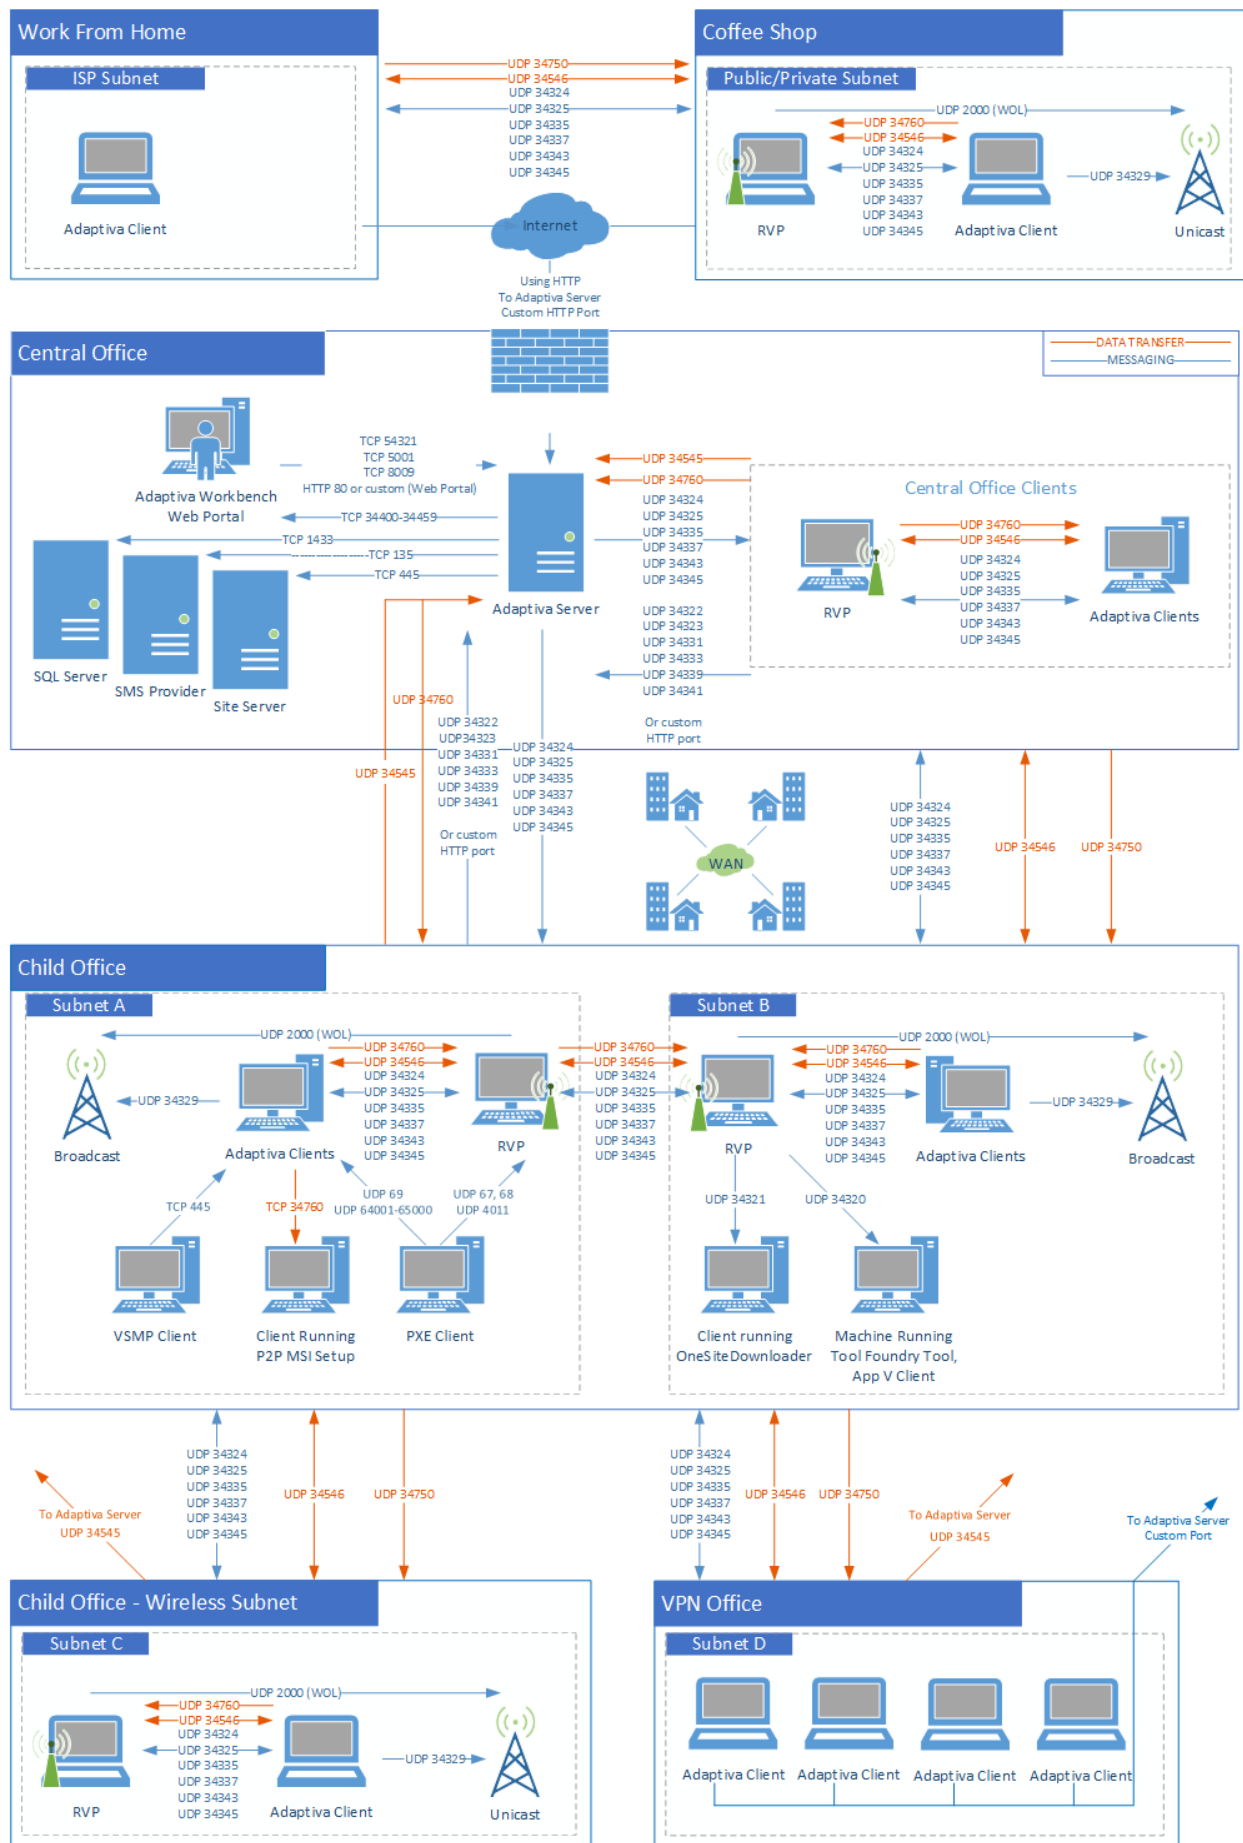 Work From Home
ISP Subnet
Adaptiva Client
UDP 34750
UDP 34546
UDP 34324
UDP 34325
UDP 34335
UDP 34337
UDP 34343
UDP 34345
Coffee Shop
Public/Private Subnet
UDP 2000 (WOL)
UDP 34760
UDP 34546
UDP 34324
UDP 34325
UDP 34335
UDP 34337
UDP 34343
UDP 34345
UDP 34329
RVP
Adaptiva Client
Unicast
Internet
Using HTTP
To Adaptiva Server
Custom HTTP Port
Central Office
DATA TRANSFER
MESSAGING
Adaptiva Workbench
Web Portal
TCP 54321
TCP 5001
TCP 8009
HTTP 80 or custom (Web Portal)
TCP 34400-34459
TCP 1433
TCP 135
TCP 445
SQL Server
SMS Provider
Site Server
Adaptiva Server
UDP 34545
UDP 34760
UDP 34324
UDP 34325
UDP 34335
UDP 34337
UDP 34343
UDP 34345
UDP 34322
UDP 34323
UDP 34331
UDP 34333
UDP 34339
UDP 34341
Or custom
HTTP port
Central Office Clients
UDP 34760
UDP 34546
UDP 34324
UDP 34325
UDP 34335
UDP 34337
UDP 34343
UDP 34345
RVP
Adaptiva Clients
UDP 34760
UDP 34545
UDP 34322
UDP34323
UDP 34331
UDP 34333
UDP 34339
UDP 34341
Or custom
HTTP port
UDP 34324
UDP 34325
UDP 34335
UDP 34337
UDP 34343
UDP 34345
WAN
UDP 34324
UDP 34325
UDP 34335
UDP 34337
UDP 34343
UDP 34345
UDP 34546
UDP 34750
Child Office
Subnet A
UDP 2000 (WOL)
UDP 34760
UDP 34546
UDP 34324
UDP 34325
UDP 34335
UDP 34337
UDP 34343
UDP 34345
UDP 34329
Broadcast
Adaptiva Clients
RVP
TCP 445
TCP 34760
UDP 69
UDP 64001-65000
UDP 67, 68
UDP 4011
VSMP Client
Client Running
P2P MSI Setup
PXE Client
UDP 34760
UDP 34546
UDP 34324
UDP 34325
UDP 34335
UDP 34337
UDP 34343
UDP 34345
Subnet B
UDP 2000 (WOL)
UDP 34760
UDP 34546
UDP 34324
UDP 34325
UDP 34335
UDP 34337
UDP 34343
UDP 34345
UDP 34329
RVP
Adaptiva Clients
Broadcast
UDP 34321
UDP 34320
Client running
OneSiteDownloader
Machine Running
Tool Foundry Tool,
App V Client
To Adaptiva Server
UDP 34545
UDP 34324
UDP 34325
UDP 34335
UDP 34337
UDP 34343
UDP 34345
UDP 34546
UDP 34750
UDP 34324
UDP 34325
UDP 34335
UDP 34337
UDP 34343
UDP 34345
UDP 34546
UDP 34750
To Adaptiva Server
UDP 34545
To Adaptiva Server
Custom Port
Child Office - Wireless Subnet
Subnet C
UDP 2000 (WOL)
UDP 34760
UDP 34546
UDP 34324
UDP 34325
UDP 34335
UDP 34337
UDP 34343
UDP 34345
UDP 34329
RVP
Adaptiva Client
Unicast
VPN Office
Subnet D
Adaptiva Client
Adaptiva Client
Adaptiva Client
Adaptiva Client